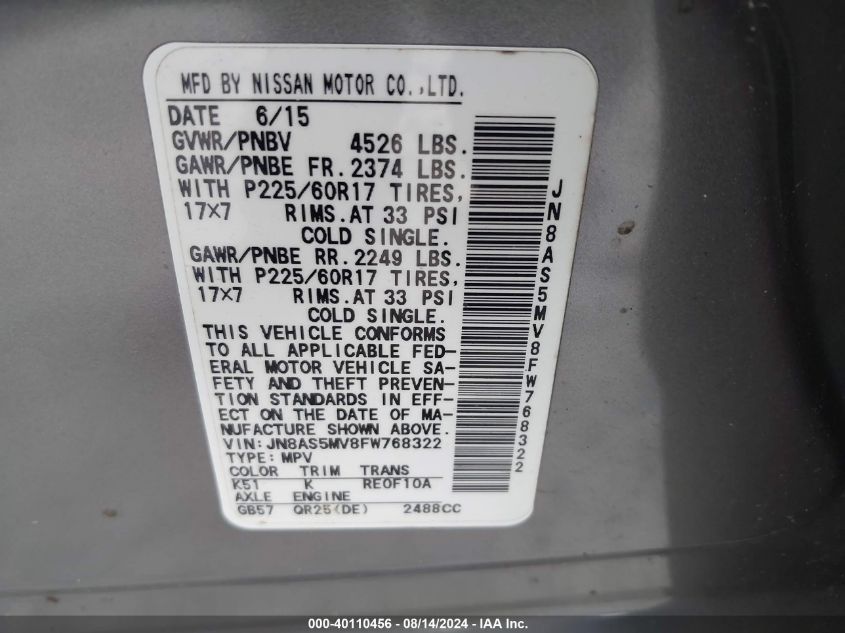 MFD BY NISSAN MOTOR CO.,LTD.
DATE 6/15
GVWR/PNBV 4526 LBS.
GAWR/PNBE FR. 2374 LBS.
WITH P225/60R17 TIRES,
17×7 RIMS.AT 33 PSI
COLD SINGLE.
GAWR/PNBE RR. 2249 LBS.
WITH P225/60R17 TIRES,
17×7 RIMS.AT 33 PSI
COLD SINGLE.
THIS VEHICLE CONFORMS
TO ALL APPLICABLE FED-
ERAL MOTOR VEHICLE SA-
FETY AND THEFT PREVEN-
TION STANDARDS IN EFF-
ECT ON THE DATE OF MA-
NUFACTURE SHOWN ABOVE.
VIN: JN8AS5MV8FW768322
TYPE: MPV
COLOR TRIM TRANS
K51 K RE0F10A
AXLE ENGINE
GB57 QR25(DE) 2488CC
JN8AS5MV8FW768322
000-40110456 - 08/14/2024 - IAA Inc.